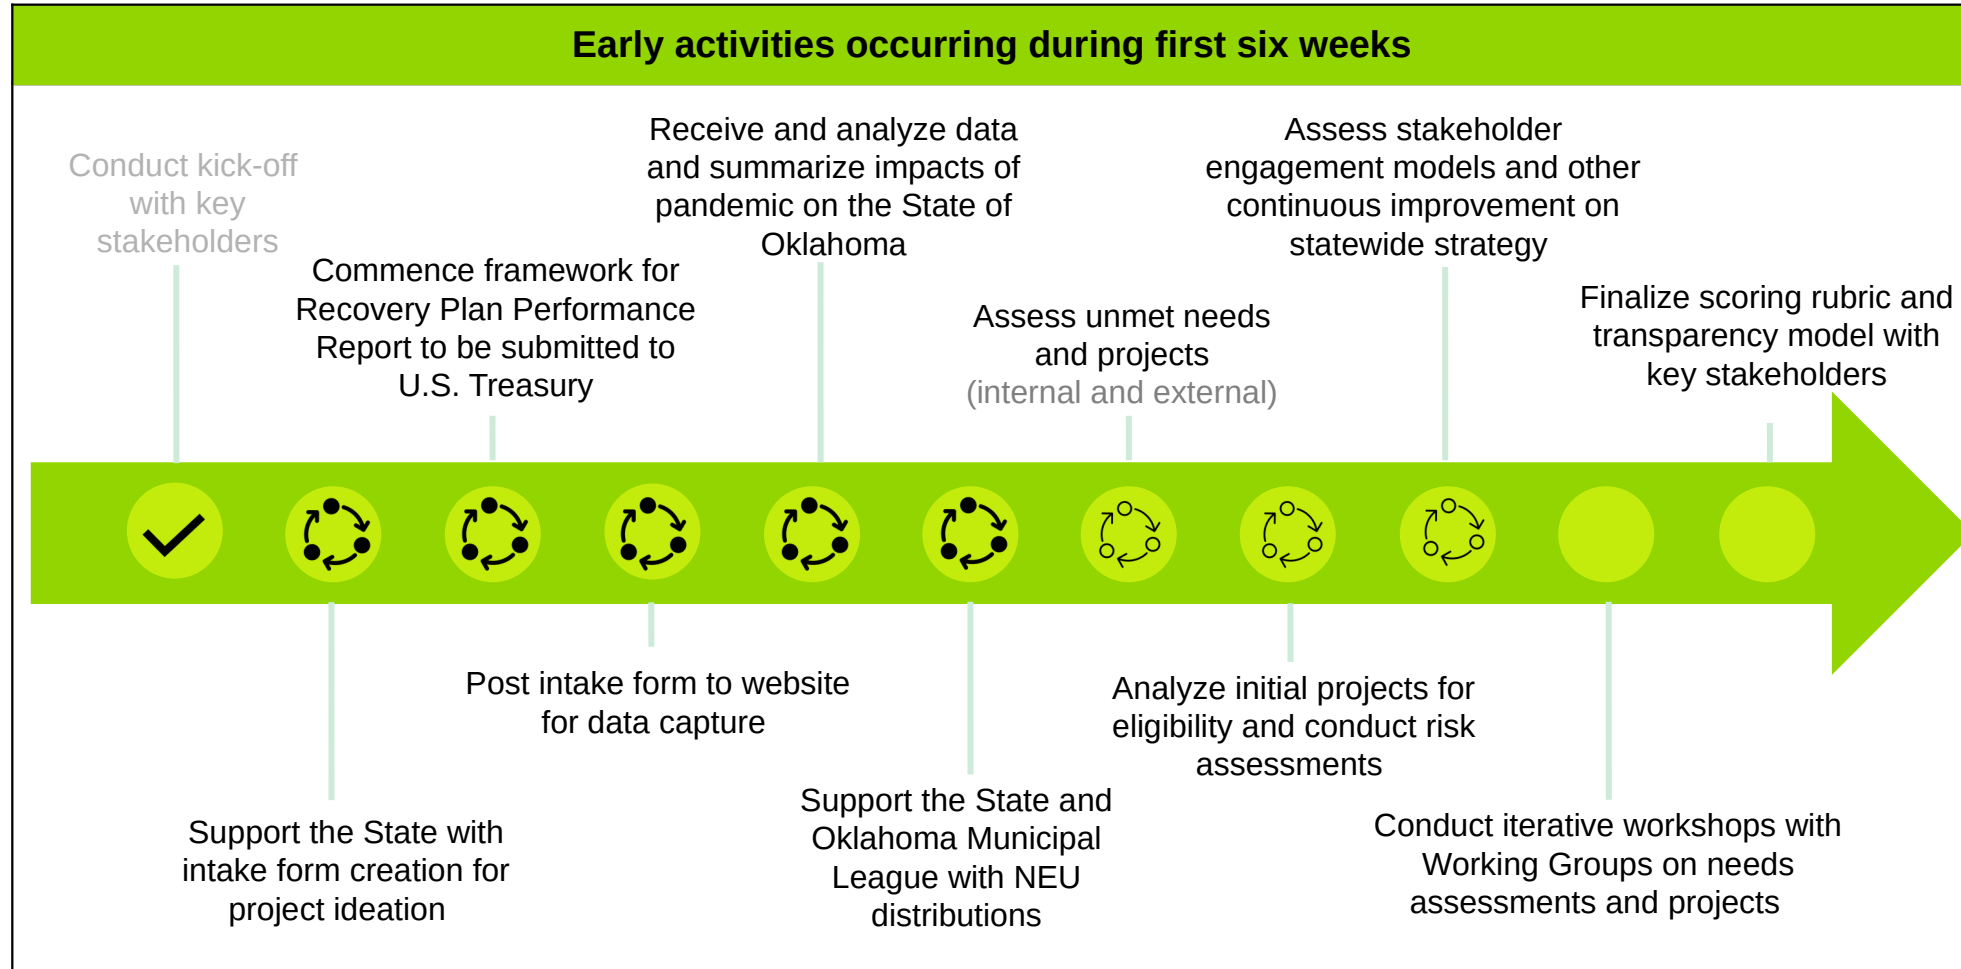 Early activities occurring during first six weeks
Conduct kick-off
with key
stakeholders
Commence framework for
Recovery Plan Performance
Report to be submitted to
U.S. Treasury
Receive and analyze data
and summarize impacts of
pandemic on the State of
Oklahoma
Assess unmet needs
and projects
(internal and external)
Assess stakeholder
engagement models and other
continuous improvement on
statewide strategy
Finalize scoring rubric and
transparency model with
key stakeholders
Support the State with
intake form creation for
project ideation
Post intake form to website
for data capture
Support the State and
Oklahoma Municipal
League with NEU
distributions
Analyze initial projects for
eligibility and conduct risk
assessments
Conduct iterative workshops with
Working Groups on needs
assessments and projects